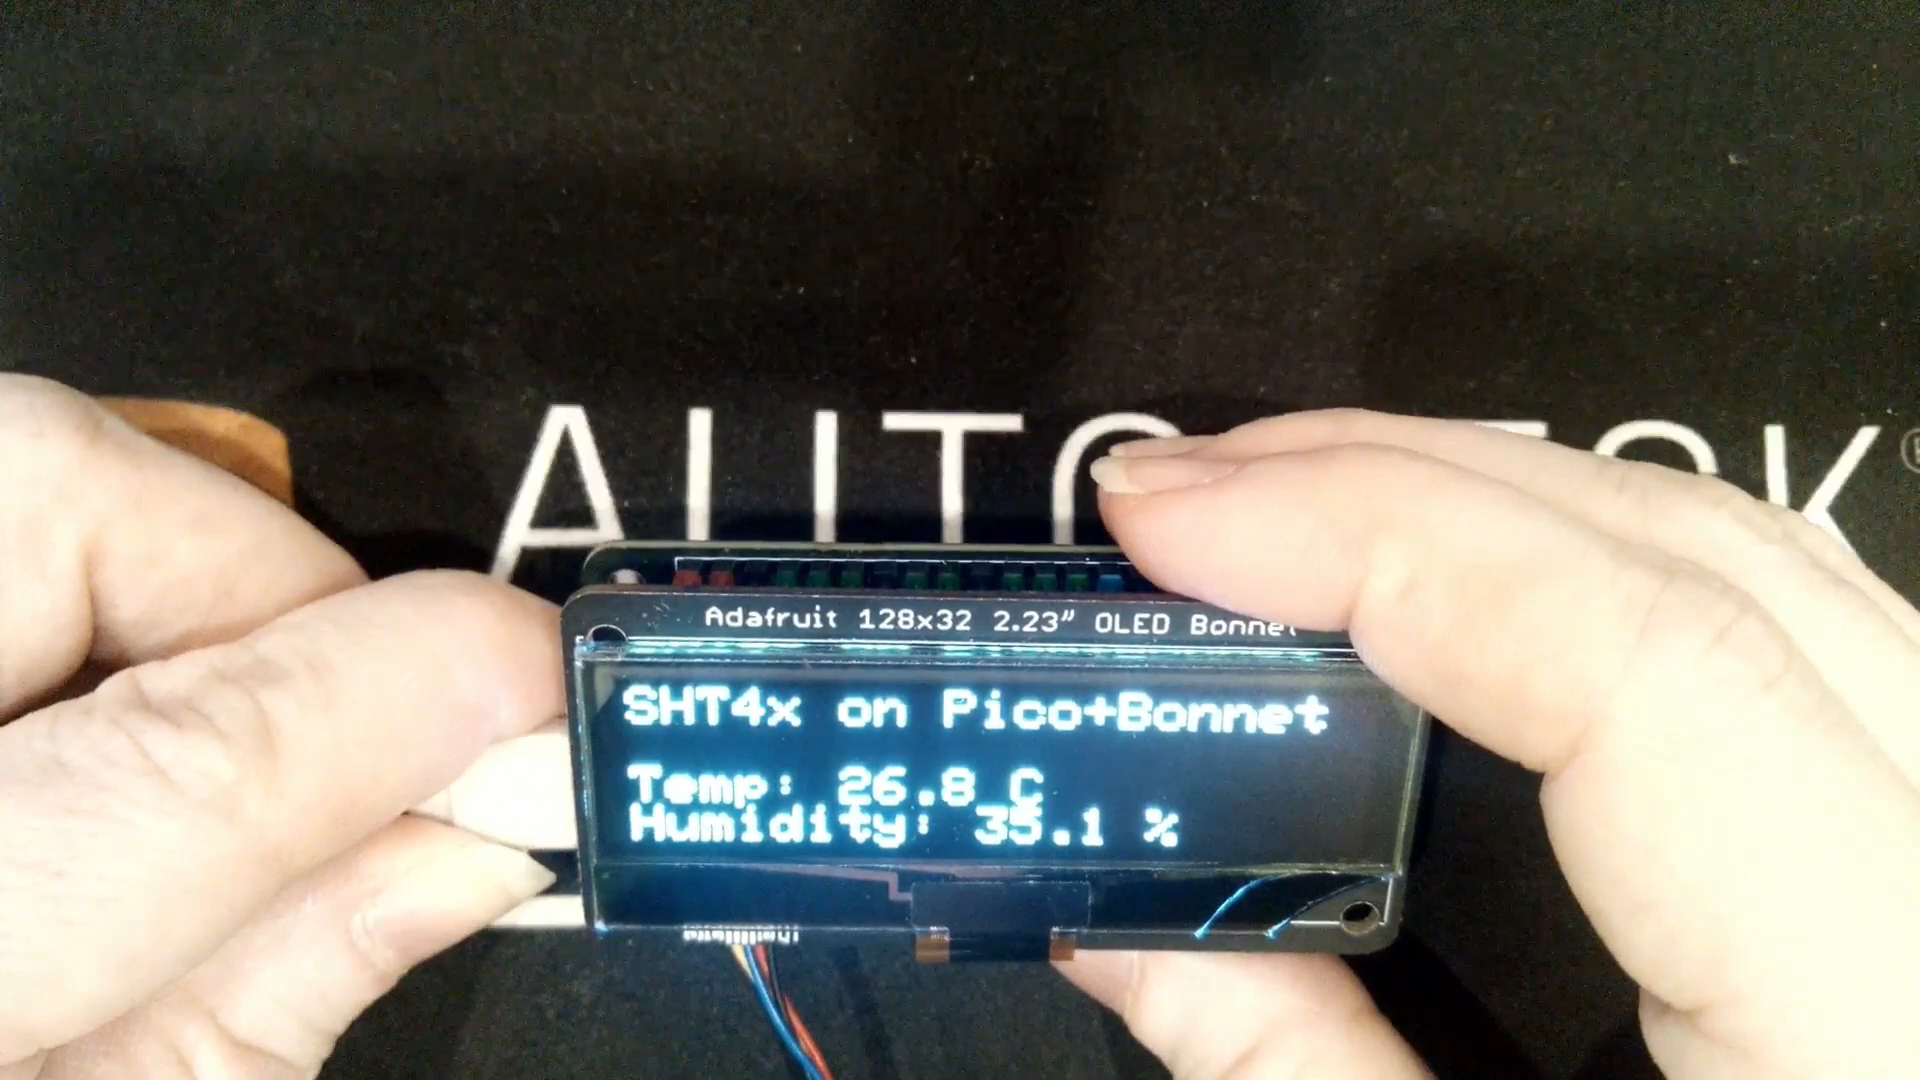 Adafruit 128x32 2.23" OLED Bonnet
SHT4x on Pico+Bonnet
Temp: 26.8 C
Humidity: 35.1 %